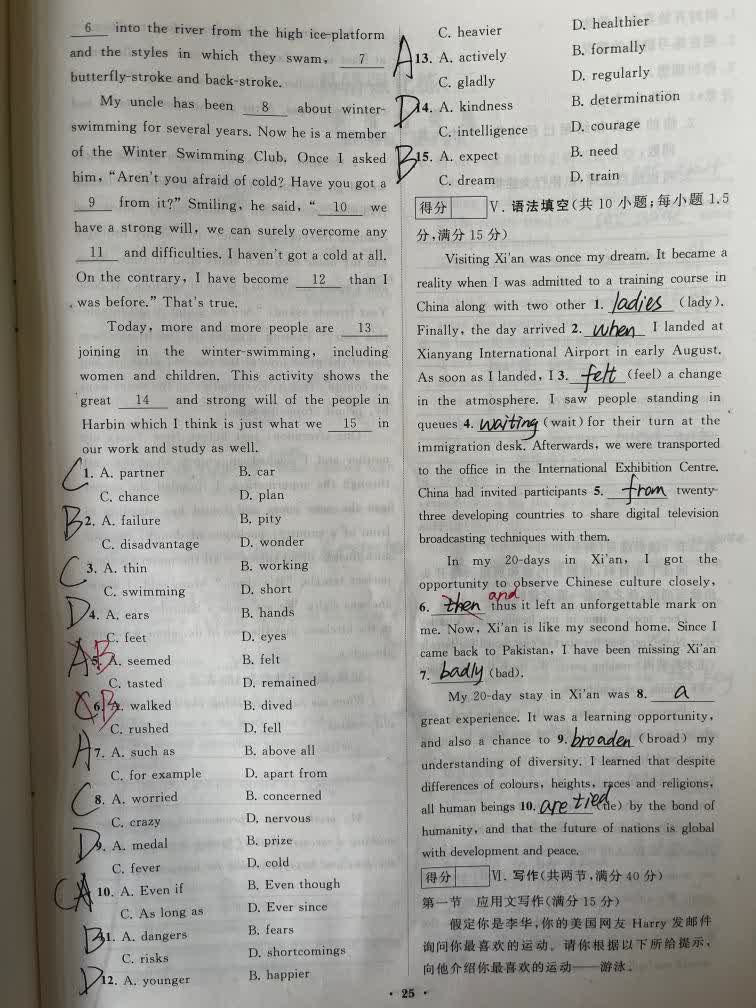 6 into the river from the high ice-platform
and the styles in which they swam, 7
butterfly-stroke and back-stroke.
My uncle has been 8 about winter-
swimming for several years. Now he is a member
of the Winter Swimming Club. Once I asked
him, "Aren't you afraid of cold? Have you got a
9 from it?" Smiling, he said, "10 we
have a strong will, we can surely overcome any
11 and difficulties. I haven't got a cold at all.
On the contrary, I have become 12 than I
was before." That's true.
Today, more and more people are 13
joining in the winter-swimming, including
women and children. This activity shows the
great 14 and strong will of the people in
Harbin which I think is just what we 15 in
our work and study as well.
C 1. A. partner B. car
C. chance D. plan
B 2. A. failure B. pity
C. disadvantage D. wonder
C 3. A. thin B. working
C. swimming D. short
D 4. A. ears B. hands
C. feet D. eyes
A B 5. A. seemed B. felt
C. tasted D. remained
C B 6. A. walked B. dived
C. rushed D. fell
A 7. A. such as B. above all
C. for example D. apart from
C 8. A. worried B. concerned
C. crazy D. nervous
D 9. A. medal B. prize
C. fever D. cold
C A 10. A. Even if B. Even though
C. As long as D. Ever since
B 11. A. dangers B. fears
C. risks D. shortcomings
D 12. A. younger B. happier
C. heavier D. healthier
A 13. A. actively B. formally
C. gladly D. regularly
D 14. A. kindness B. determination
C. intelligence D. courage
B 15. A. expect B. need
C. dream D. train
得分 Ⅴ. 语法填空(共 10 小题;每小题 1.5
分,满分 15 分)
Visiting Xi'an was once my dream. It became a
reality when I was admitted to a training course in
China along with two other 1. ladies (lady).
Finally, the day arrived 2. when I landed at
Xianyang International Airport in early August.
As soon as I landed, I 3. felt (feel) a change
in the atmosphere. I saw people standing in
queues 4. waiting (wait) for their turn at the
immigration desk. Afterwards, we were transported
to the office in the International Exhibition Centre.
China had invited participants 5. from twenty-
three developing countries to share digital television
broadcasting techniques with them.
In my 20-days in Xi'an, I got the
opportunity to observe Chinese culture closely,
6. then and thus it left an unforgettable mark on
me. Now, Xi'an is like my second home. Since I
came back to Pakistan, I have been missing Xi'an
7. badly (bad).
My 20-day stay in Xi'an was 8. a
great experience. It was a learning opportunity,
and also a chance to 9. broaden (broad) my
understanding of diversity. I learned that despite
differences of colours, heights, races and religions,
all human beings 10. are tied (tie) by the bond of
humanity, and that the future of nations is global
with development and peace.
得分 Ⅵ. 写作(共两节,满分 40 分)
第一节 应用文写作(满分 15 分)
假定你是李华,你的美国网友 Harry 发邮件
询问你最喜欢的运动。请你根据以下所给提示,
向他介绍你最喜欢的运动——游泳。
· 25 ·